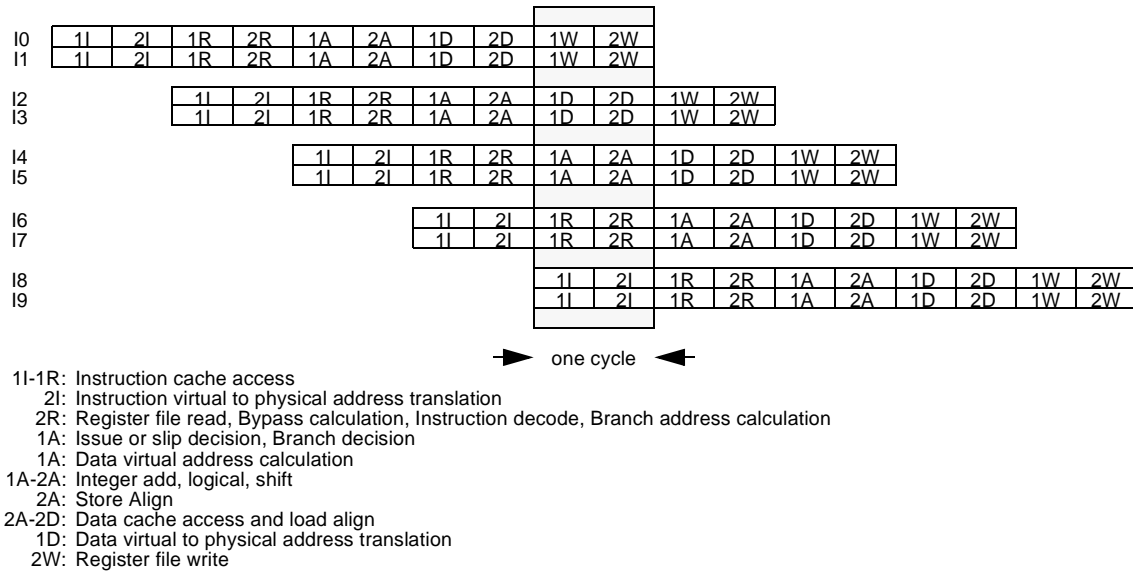 I0 1I 2I 1R 2R 1A 2A 1D 2D 1W 2W
I1 1I 2I 1R 2R 1A 2A 1D 2D 1W 2W
I2 1I 2I 1R 2R 1A 2A 1D 2D 1W 2W
I3 1I 2I 1R 2R 1A 2A 1D 2D 1W 2W
I4 1I 2I 1R 2R 1A 2A 1D 2D 1W 2W
I5 1I 2I 1R 2R 1A 2A 1D 2D 1W 2W
I6 1I 2I 1R 2R 1A 2A 1D 2D 1W 2W
I7 1I 2I 1R 2R 1A 2A 1D 2D 1W 2W
I8 1I 2I 1R 2R 1A 2A 1D 2D 1W 2W
I9 1I 2I 1R 2R 1A 2A 1D 2D 1W 2W
one cycle
1I-1R: Instruction cache access
2I: Instruction virtual to physical address translation
2R: Register file read, Bypass calculation, Instruction decode, Branch address calculation
1A: Issue or slip decision, Branch decision
1A: Data virtual address calculation
1A-2A: Integer add, logical, shift
2A: Store Align
2A-2D: Data cache access and load align
1D: Data virtual to physical address translation
2W: Register file write